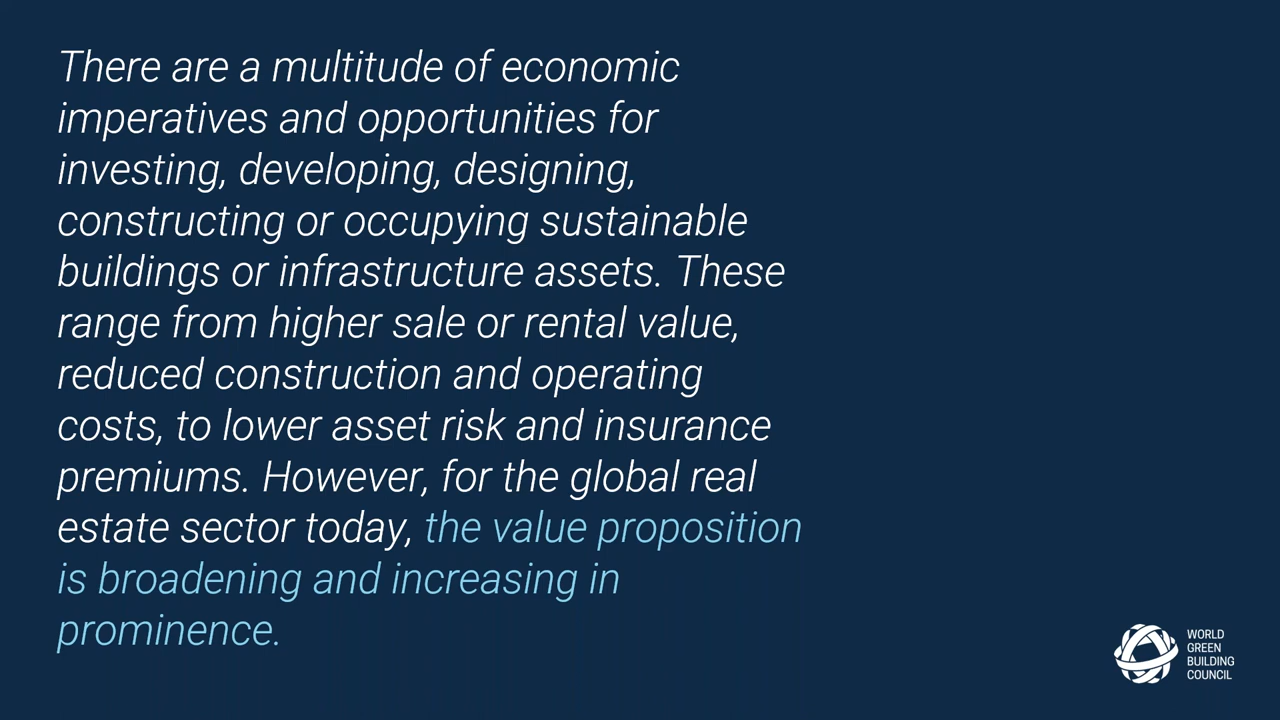 There are a multitude of economic
imperatives and opportunities for
investing, developing, designing,
constructing or occupying sustainable
buildings or infrastructure assets. These
range from higher sale or rental value,
reduced construction and operating
costs, to lower asset risk and insurance
premiums. However, for the global real
estate sector today, the value proposition
is broadening and increasing in
prominence.
WORLD
GREEN
BUILDING
COUNCIL